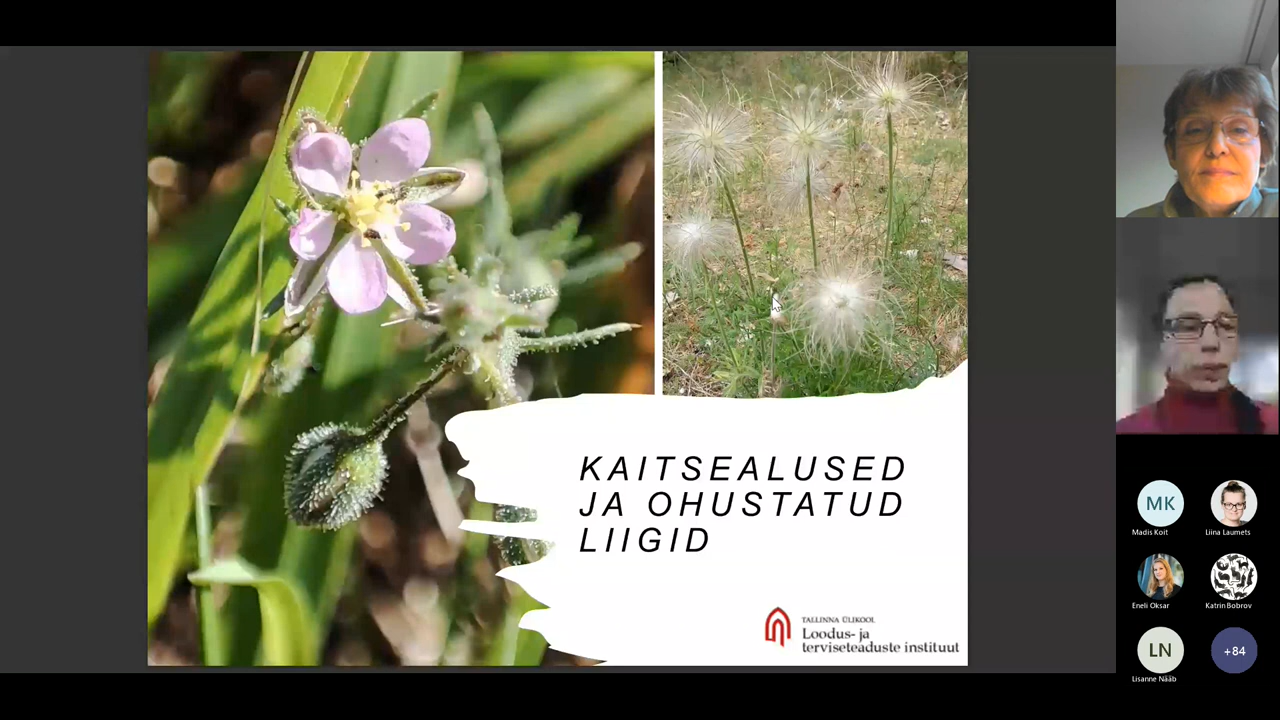 KAITSEALUSED
JA OHUSTATUD
LIIGID
TALLINNA ÜLIKOOL
Loodus- ja
terviseteaduste instituut
MK
Madis Koit
Liina Laumets
Eneli Oksar
Katrin Bobrov
LN
+84
Lisanne Nääb